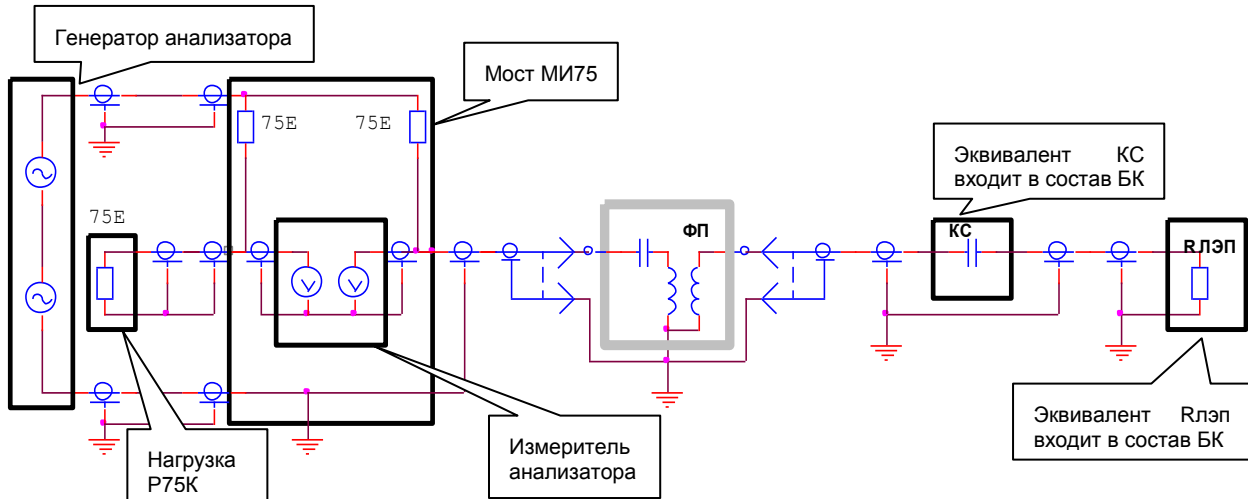 Генератор анализатора
Мост МИ75
75E
75E
Эквивалент КС
входит в состав БК
75E
ФП
КС
RЛЭП
V
V
Эквивалент Rлэп
входит в состав БК
Нагрузка
Р75К
Измеритель
анализатора